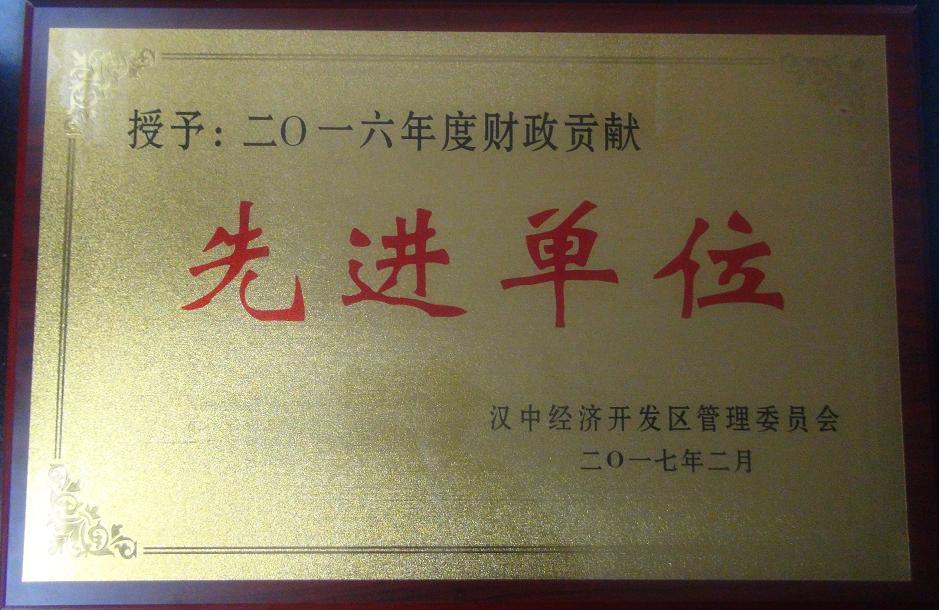 授予：二〇一六年度财政贡献
先进单位
汉中经济开发区管理委员会
二〇一七年二月